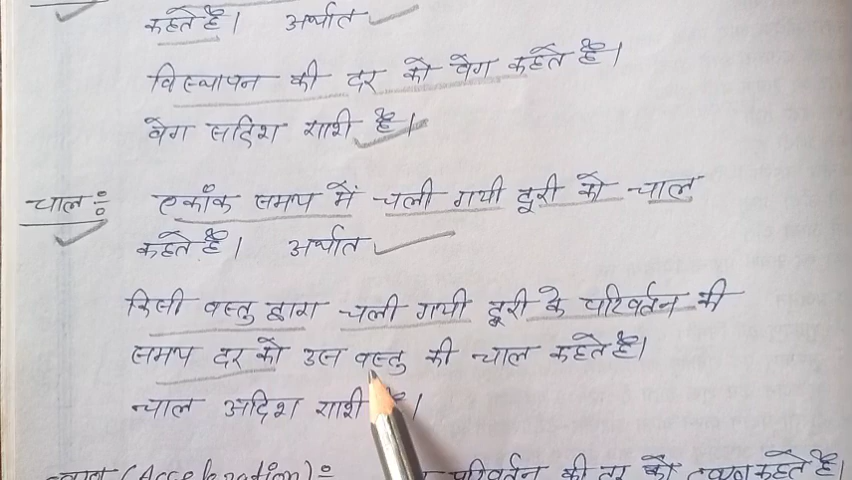 कहते है। अर्थात
विस्थापन की दर को वेग कहते है।
वेग सदिश राशी है।
चाल ः एकाँक समय में चली गयी दूरी को चाल
कहते है। अर्थात
किसी वस्तु द्वारा चली गयी दूरी के परिवर्तन की
समय दर को उस वस्तु की चाल कहते है।
चाल अदिश राशी है।
(Acceleration) ः परिवर्तन की दर को त्वरण कहते है।